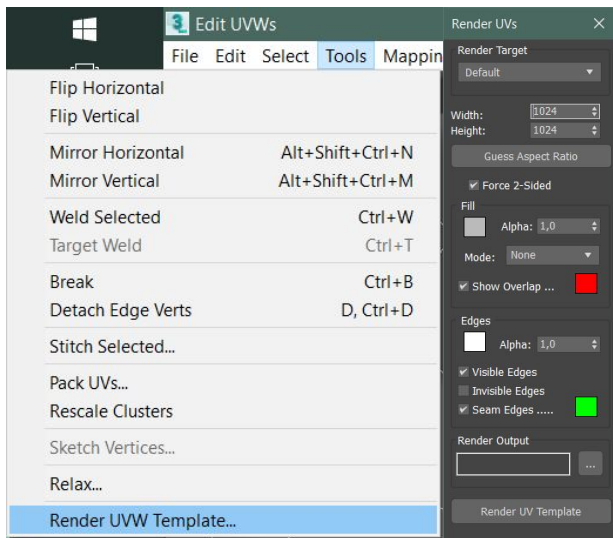 Edit UVWs
File Edit Select Tools Mappin
Flip Horizontal
Flip Vertical
Mirror Horizontal Alt+Shift+Ctrl+N
Mirror Vertical Alt+Shift+Ctrl+M
Weld Selected Ctrl+W
Target Weld Ctrl+T
Break Ctrl+B
Detach Edge Verts D, Ctrl+D
Stitch Selected...
Pack UVs...
Rescale Clusters
Sketch Vertices...
Relax...
Render UVW Template...
Render UVs
Render Target
Default
Width: 1024
Height: 1024
Guess Aspect Ratio
Force 2-Sided
Fill
Alpha: 1,0
Mode: None
Show Overlap ...
Edges
Alpha: 1,0
Visible Edges
Invisible Edges
Seam Edges .....
Render Output
...
Render UV Template